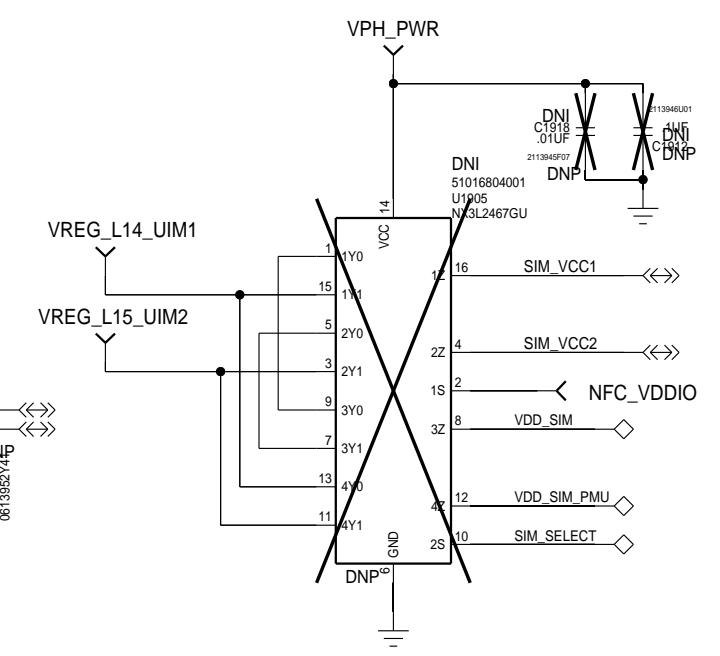 VPH_PWR
DNI
C1918
.01UF
2113945F07
DNP
2113946U01
.1UF
DNI
C1912
DNP
DNI
51016804001
U1905
NX3L2467GU
14
VCC
VREG_L14_UIM1
VREG_L15_UIM2
1 1Y0
15 1Y1
5 2Y0
3 2Y1
9 3Y0
7 3Y1
13 4Y0
11 4Y1
1Z 16 SIM_VCC1
2Z 4 SIM_VCC2
1S 2 NFC_VDDIO
3Z 8 VDD_SIM
4Z 12 VDD_SIM_PMU
2S 10 SIM_SELECT
GND
6
DNP